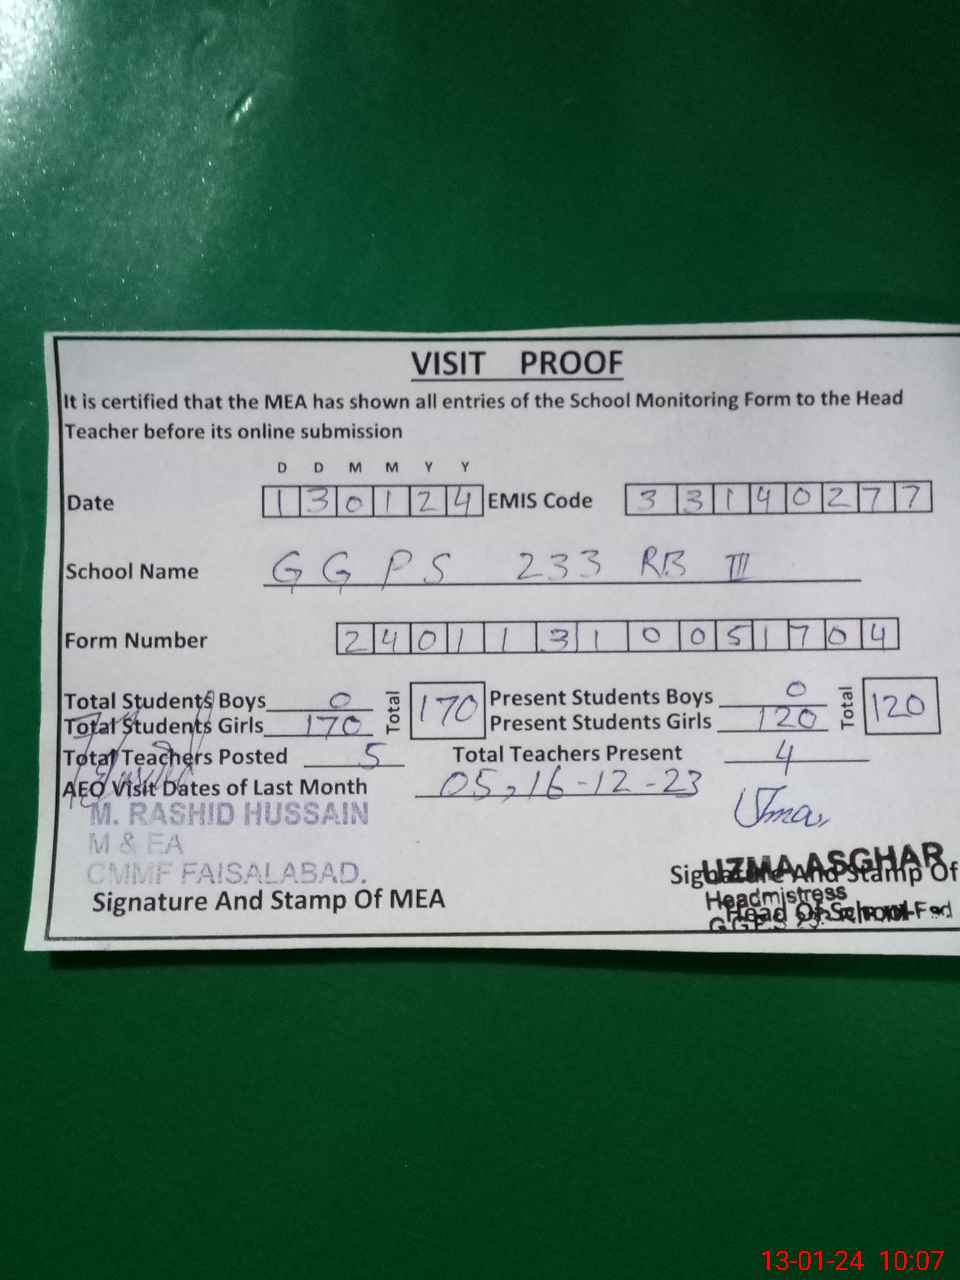 VISIT PROOF
It is certified that the MEA has shown all entries of the School Monitoring Form to the Head
Teacher before its online submission
D D M M Y Y
Date 1 3 0 1 2 4 EMIS Code 3 3 1 4 0 2 7 7
School Name G G P S 233 RB III
Form Number 2 4 0 1 1 3 1 0 0 5 1 7 0 4
Total Students Boys 0 Total 170 Present Students Boys 0 Total 120
Total Students Girls 170 Present Students Girls 120
Total Teachers Posted 5 Total Teachers Present 4
AEO Visit Dates of Last Month 05, 16-12-23
Uzma
M. RASHID HUSSAIN
M & EA
CMMF FAISALABAD.
Signature And Stamp Of MEA
UZMA ASGHAR
Signature And Stamp Of
Headmistress
Head Of School
G.G.P.S
13-01-24 10:07